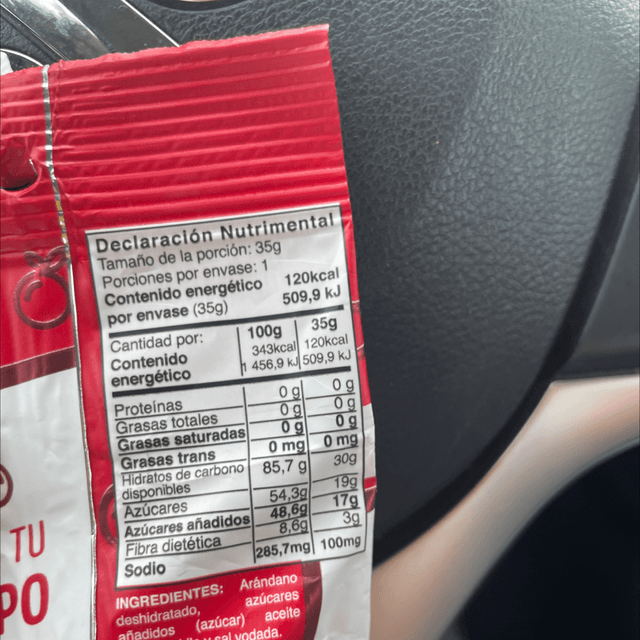 Declaración Nutrimental
Tamaño de la porción: 35g
Porciones por envase: 1
Contenido energético 120kcal
por envase (35g) 509,9 kJ
Cantidad por: 100g 35g
Contenido 343kcal 120kcal
energético 1 456,9 kJ 509,9 kJ
Proteínas 0 g 0 g
Grasas totales 0 g 0 g
Grasas saturadas 0 g 0 g
Grasas trans 0 mg 0 mg
Hidratos de carbono 85,7 g 30g
disponibles
Azúcares 54,3g 19g
Azúcares añadidos 48,6g 17g
Fibra dietética 8,6g 3g
Sodio 285,7mg 100mg
INGREDIENTES: Arándano
deshidratado, azúcares
añadidos (azúcar) aceite
y sal yodada.
TU
PO